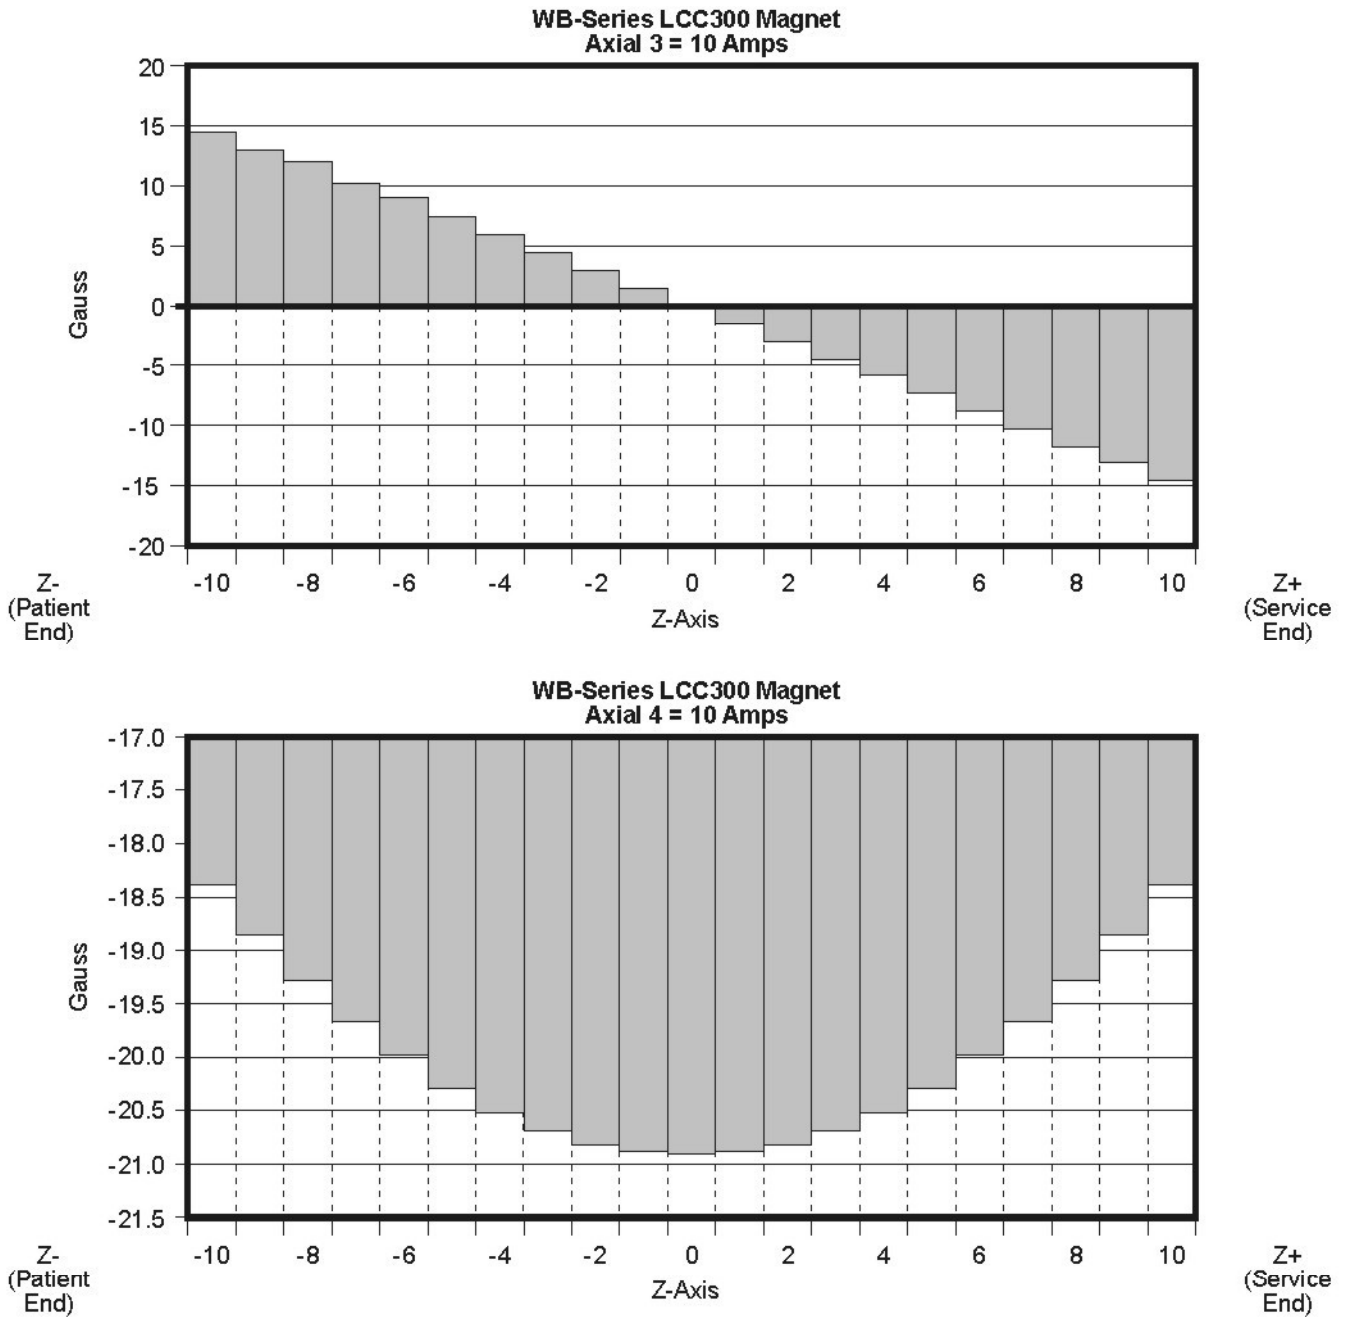 WB-Series LCC300 Magnet
Axial 3 = 10 Amps
20
15
10
5
0
-5
-10
-15
-20
Gauss
-10 -8 -6 -4 -2 0 2 4 6 8 10
Z-Axis
Z-
(Patient
End)
Z+
(Service
End)
WB-Series LCC300 Magnet
Axial 4 = 10 Amps
-17.0
-17.5
-18.0
-18.5
-19.0
-19.5
-20.0
-20.5
-21.0
-21.5
Gauss
-10 -8 -6 -4 -2 0 2 4 6 8 10
Z-Axis
Z-
(Patient
End)
Z+
(Service
End)